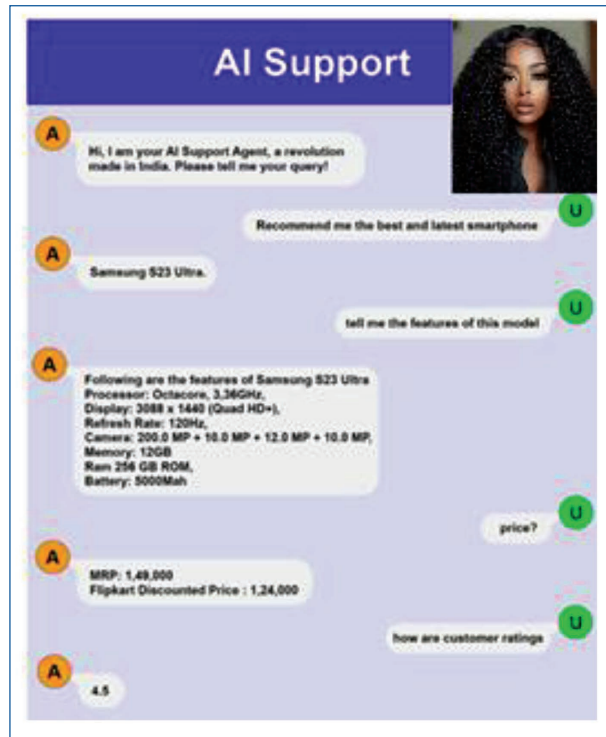 AI Support
A
Hi, I am your AI Support Agent, a revolution
made in India. Please tell me your query!
U
Recommend me the best and latest smartphone
A
Samsung S23 Ultra.
U
tell me the features of this model
A
Following are the features of Samsung S23 Ultra
Processor: Octacore, 3,36GHz,
Display: 3088 x 1440 (Quad HD+),
Refresh Rate: 120Hz,
Camera: 200.0 MP + 10.0 MP + 12.0 MP + 10.0 MP,
Memory: 12GB
Ram 256 GB ROM,
Battery: 5000Mah
U
price?
A
MRP: 1,49,000
Flipkart Discounted Price : 1,24,000
U
how are customer ratings
A
4.5